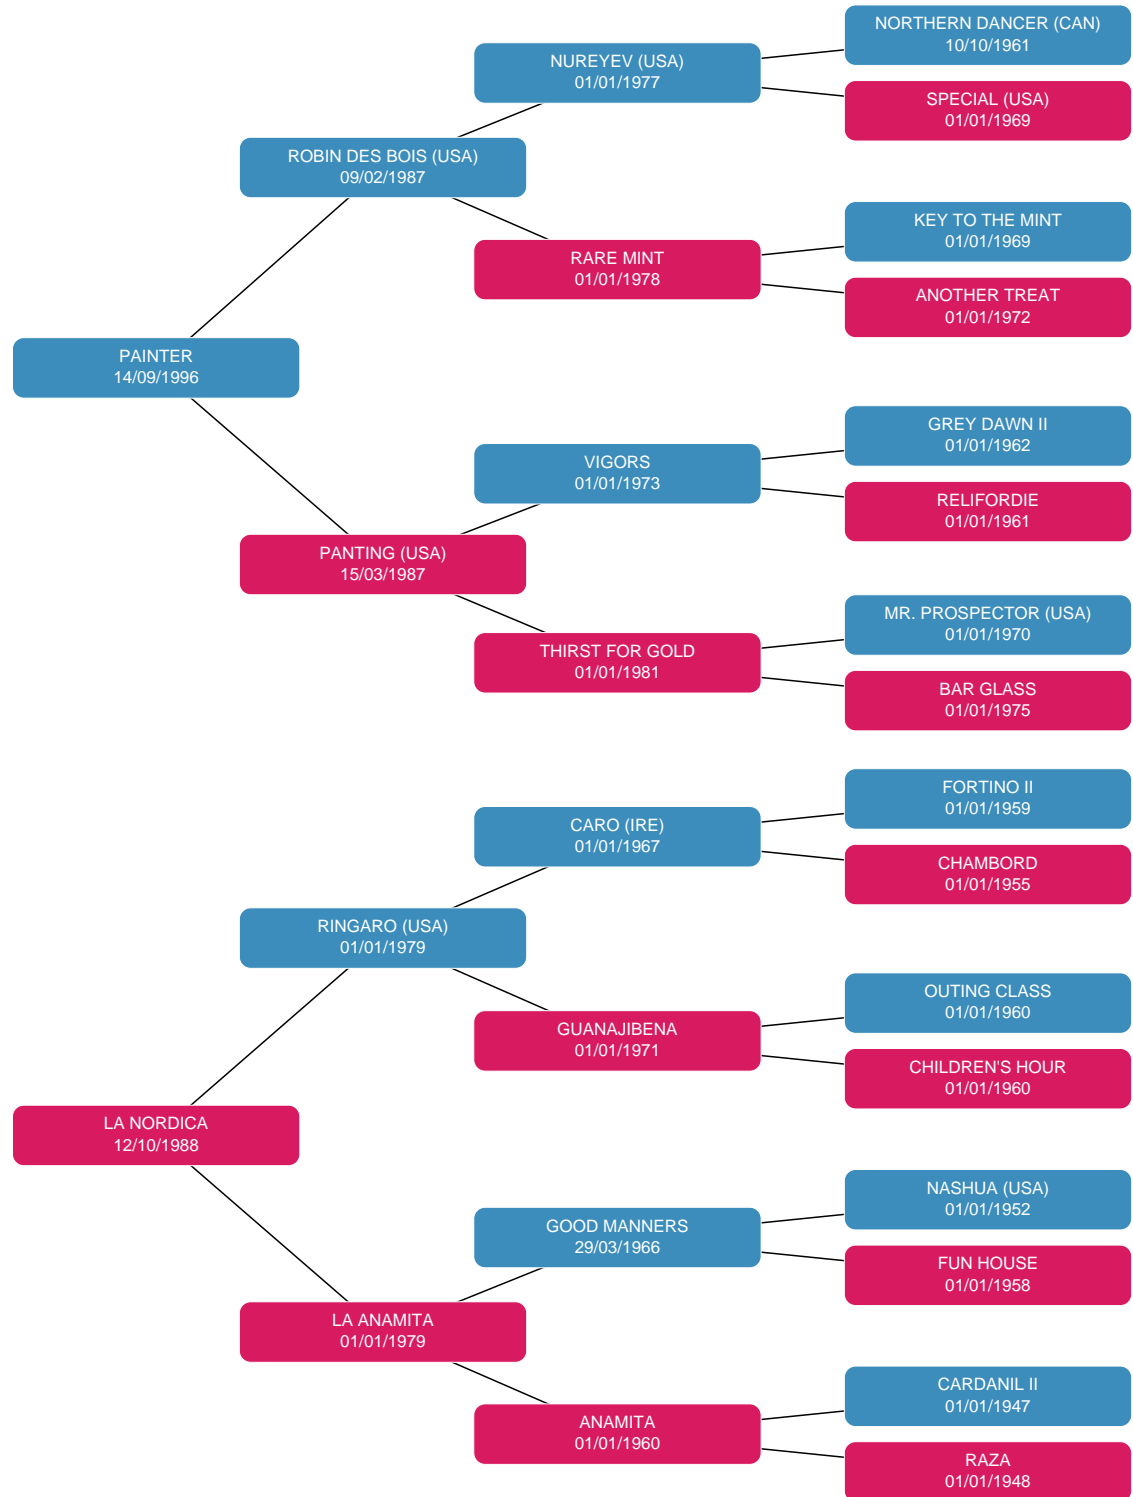 NORTHERN DANCER (CAN)
10/10/1961
NUREYEV (USA)
01/01/1977
SPECIAL (USA)
01/01/1969
ROBIN DES BOIS (USA)
09/02/1987
KEY TO THE MINT
01/01/1969
RARE MINT
01/01/1978
ANOTHER TREAT
01/01/1972
PAINTER
14/09/1996
GREY DAWN II
01/01/1962
VIGORS
01/01/1973
RELIFORDIE
01/01/1961
PANTING (USA)
15/03/1987
MR. PROSPECTOR (USA)
01/01/1970
THIRST FOR GOLD
01/01/1981
BAR GLASS
01/01/1975
FORTINO II
01/01/1959
CARO (IRE)
01/01/1967
CHAMBORD
01/01/1955
RINGARO (USA)
01/01/1979
OUTING CLASS
01/01/1960
GUANAJIBENA
01/01/1971
CHILDREN'S HOUR
01/01/1960
LA NORDICA
12/10/1988
NASHUA (USA)
01/01/1952
GOOD MANNERS
29/03/1966
FUN HOUSE
01/01/1958
LA ANAMITA
01/01/1979
CARDANIL II
01/01/1947
ANAMITA
01/01/1960
RAZA
01/01/1948